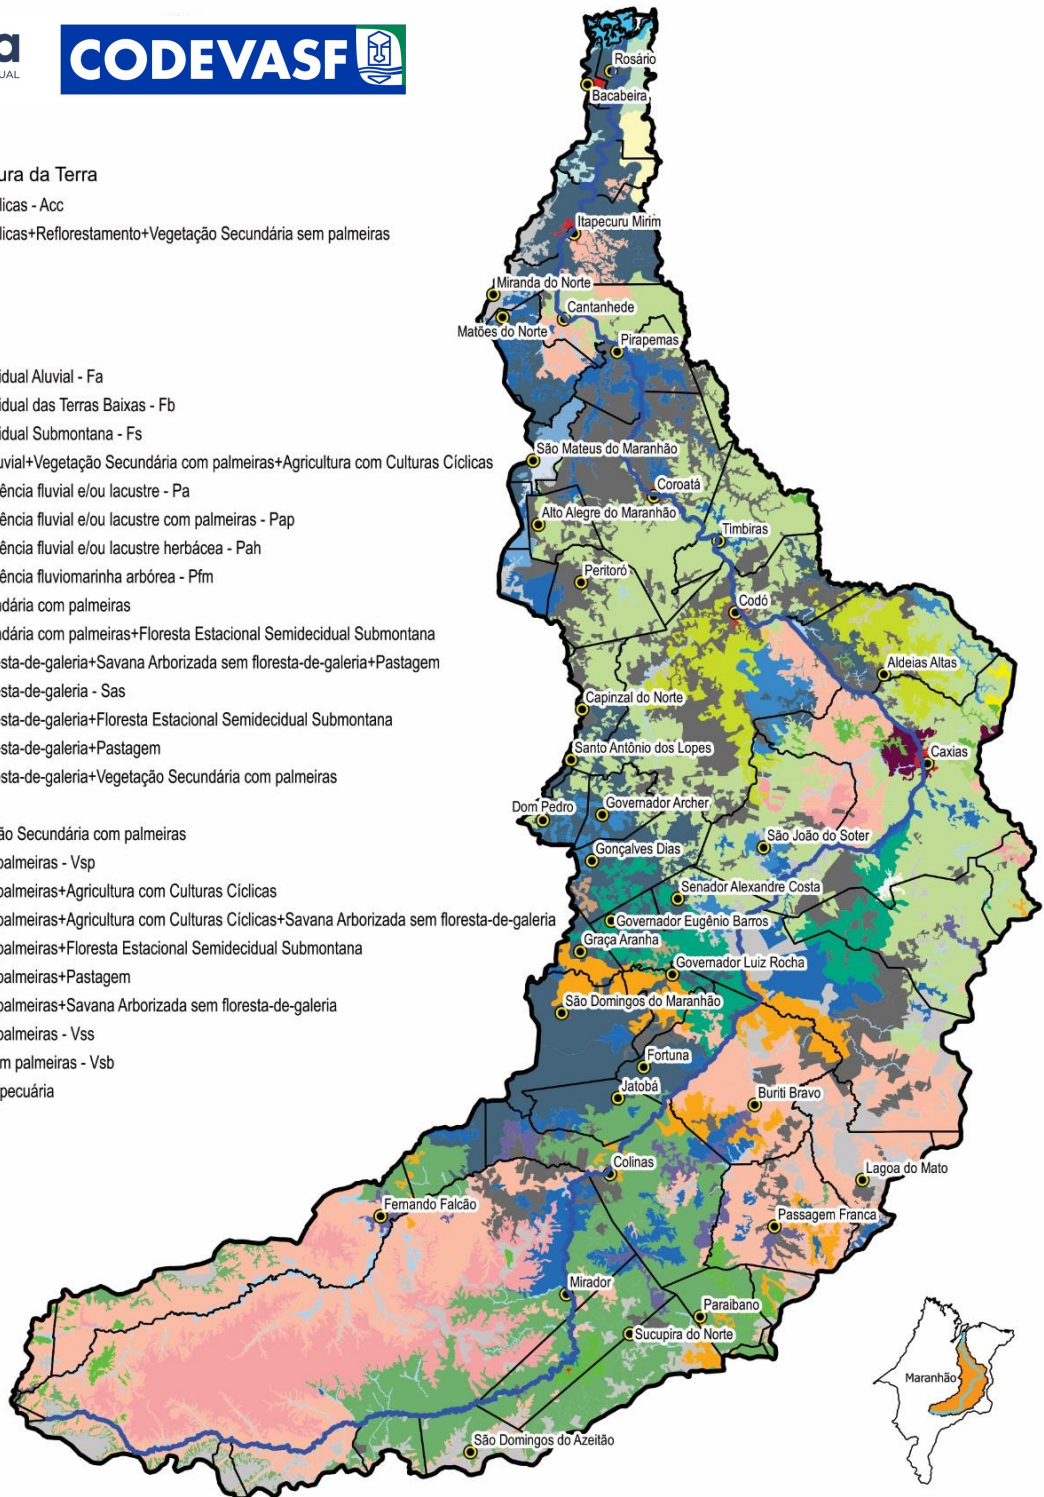 a
UAL
CODEVASF
ura da Terra
licas - Acc
licas+Reflorestamento+Vegetação Secundária sem palmeiras
idual Aluvial - Fa
idual das Terras Baixas - Fb
idual Submontana - Fs
uvial+Vegetação Secundária com palmeiras+Agricultura com Culturas Cíclicas
ência fluvial e/ou lacustre - Pa
ência fluvial e/ou lacustre com palmeiras - Pap
ência fluvial e/ou lacustre herbácea - Pah
ência fluviomarinha arbórea - Pfm
ndária com palmeiras
ndária com palmeiras+Floresta Estacional Semidecidual Submontana
esta-de-galeria+Savana Arborizada sem floresta-de-galeria+Pastagem
esta-de-galeria - Sas
esta-de-galeria+Floresta Estacional Semidecidual Submontana
esta-de-galeria+Pastagem
esta-de-galeria+Vegetação Secundária com palmeiras
ão Secundária com palmeiras
palmeiras - Vsp
palmeiras+Agricultura com Culturas Cíclicas
palmeiras+Agricultura com Culturas Cíclicas+Savana Arborizada sem floresta-de-galeria
palmeiras+Floresta Estacional Semidecidual Submontana
palmeiras+Pastagem
palmeiras+Savana Arborizada sem floresta-de-galeria
palmeiras - Vss
m palmeiras - Vsb
pecuária
Rosário
Bacabeira
Itapecuru Mirim
Miranda do Norte
Cantanhede
Matões do Norte
Pirapemas
São Mateus do Maranhão
Coroatá
Alto Alegre do Maranhão
Timbiras
Peritoró
Codó
Aldeias Altas
Capinzal do Norte
Santo Antônio dos Lopes
Caxias
Dom Pedro
Governador Archer
São João do Soter
Gonçalves Dias
Senador Alexandre Costa
Governador Eugênio Barros
Graça Aranha
Governador Luiz Rocha
São Domingos do Maranhão
Fortuna
Jatobá
Buriti Bravo
Colinas
Lagoa do Mato
Fernando Falcão
Passagem Franca
Mirador
Paraibano
Sucupira do Norte
São Domingos do Azeitão
Maranhão